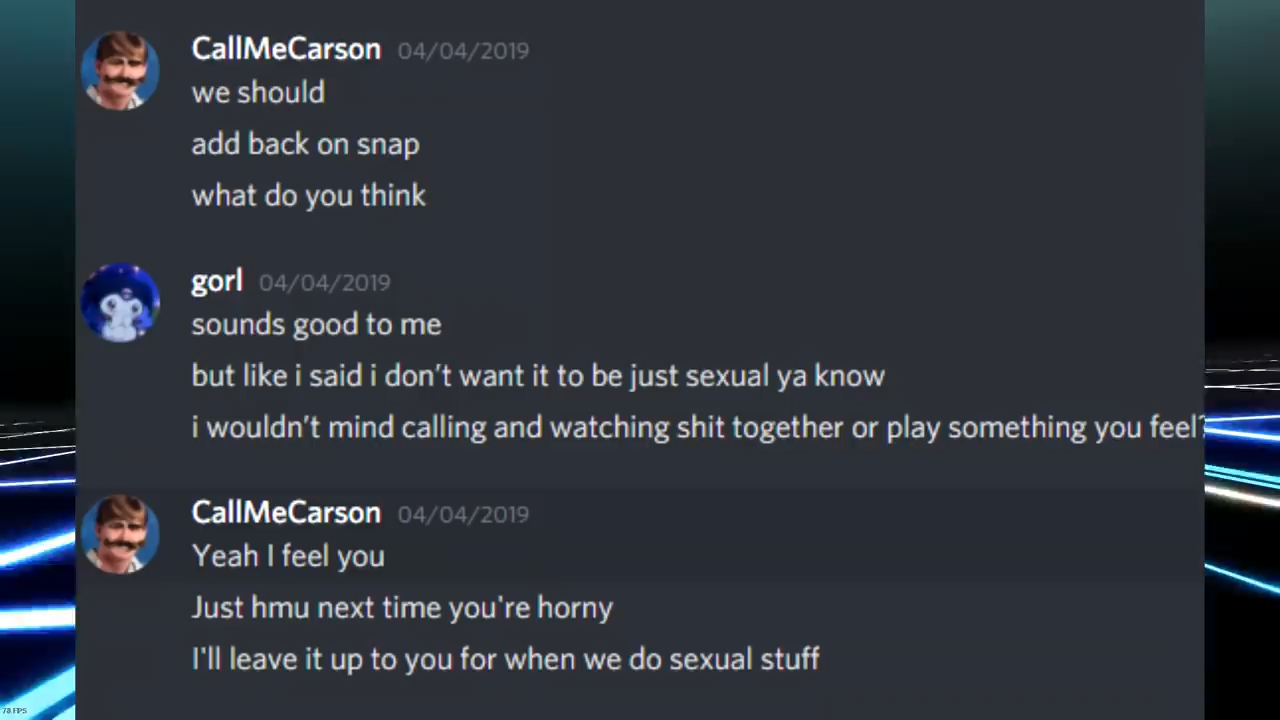 CallMeCarson 04/04/2019
we should
add back on snap
what do you think
gorl 04/04/2019
sounds good to me
but like i said i don't want it to be just sexual ya know
i wouldn't mind calling and watching shit together or play something you feel?
CallMeCarson 04/04/2019
Yeah I feel you
Just hmu next time you're horny
I'll leave it up to you for when we do sexual stuff
78 FPS